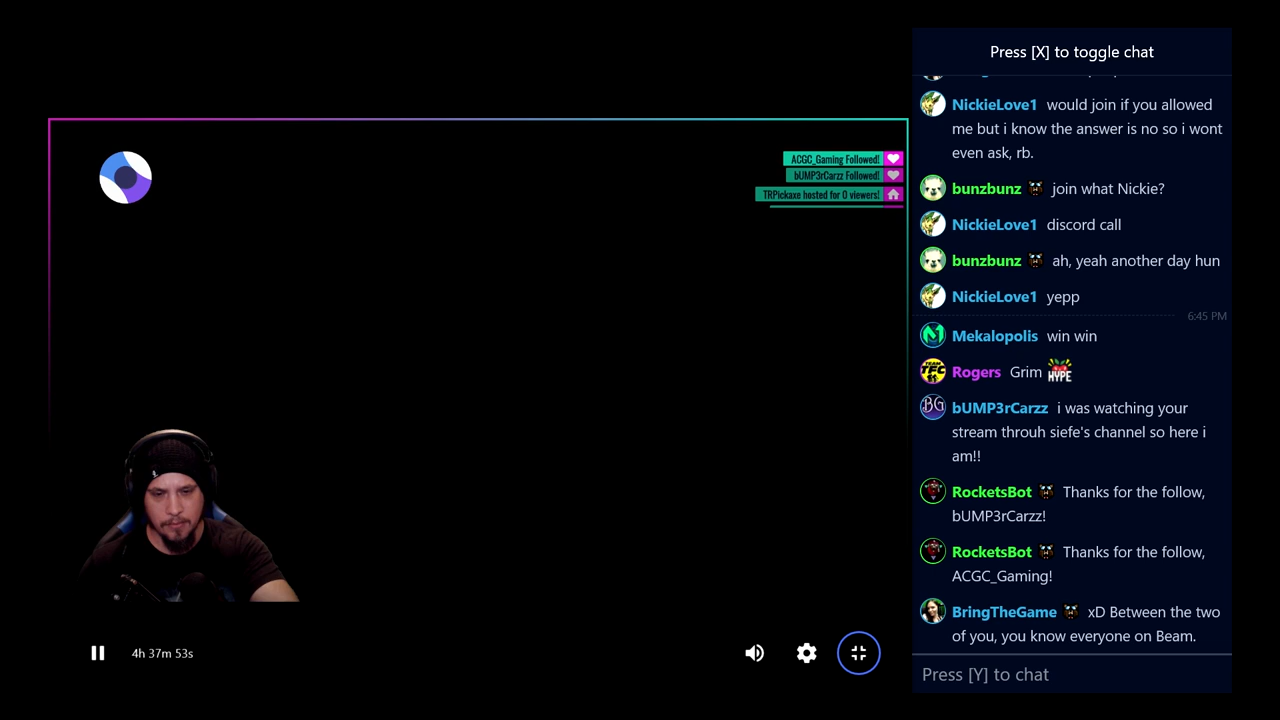 Press [X] to toggle chat
NickieLove1 would join if you allowed
me but i know the answer is no so i wont
even ask, rb.
bunzbunz join what Nickie?
NickieLove1 discord call
bunzbunz ah, yeah another day hun
NickieLove1 yepp
6:45 PM
Mekalopolis win win
Rogers Grim HYPE
bUMP3rCarzz i was watching your
stream throuh siefe's channel so here i
am!!
RocketsBot Thanks for the follow,
bUMP3rCarzz!
RocketsBot Thanks for the follow,
ACGC_Gaming!
BringTheGame xD Between the two
of you, you know everyone on Beam.
Press [Y] to chat
ACGC_Gaming Followed!
bUMP3rCarzz Followed!
TRPickaxe hosted for 0 viewers!
4h 37m 53s